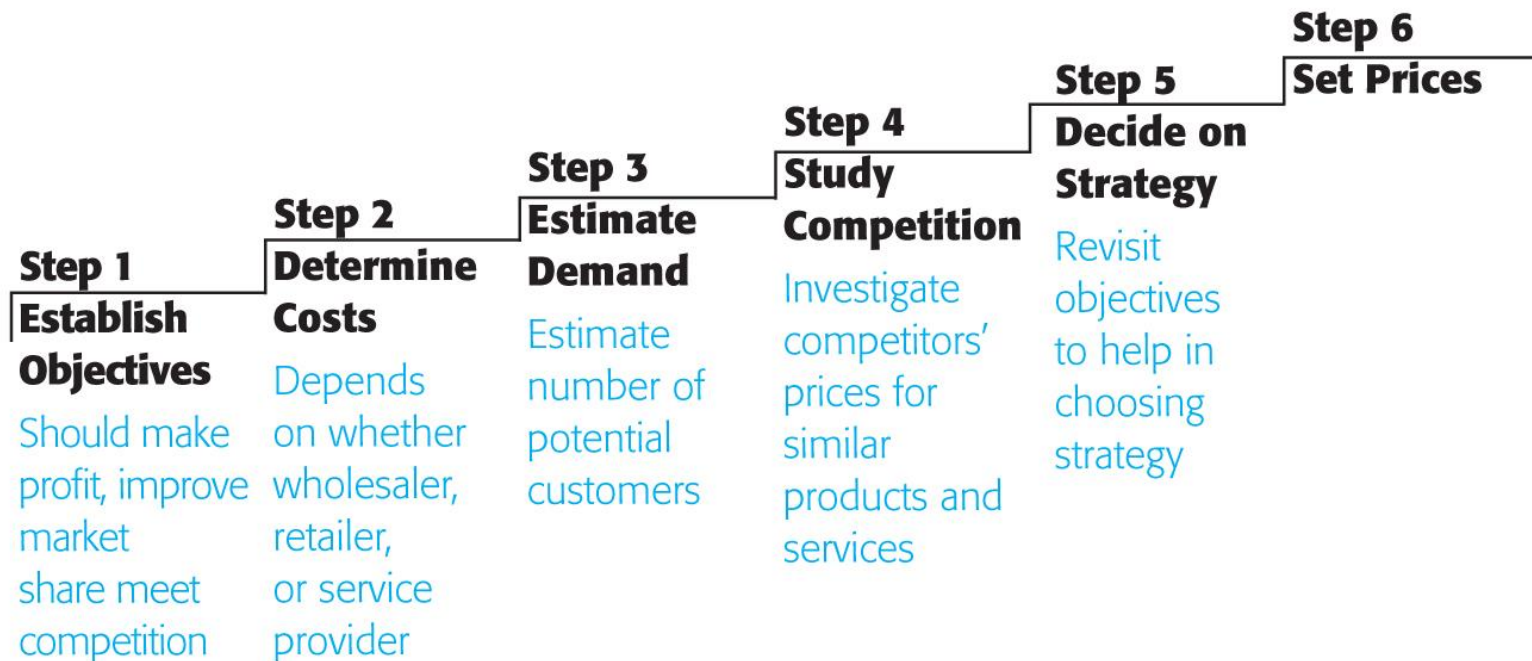 Step 1
Establish
Objectives
Should make
profit, improve
market
share meet
competition
Step 2
Determine
Costs
Depends
on whether
wholesaler,
retailer,
or service
provider
Step 3
Estimate
Demand
Estimate
number of
potential
customers
Step 4
Study
Competition
Investigate
competitors’
prices for
similar
products and
services
Step 5
Decide on
Strategy
Revisit
objectives
to help in
choosing
strategy
Step 6
Set Prices